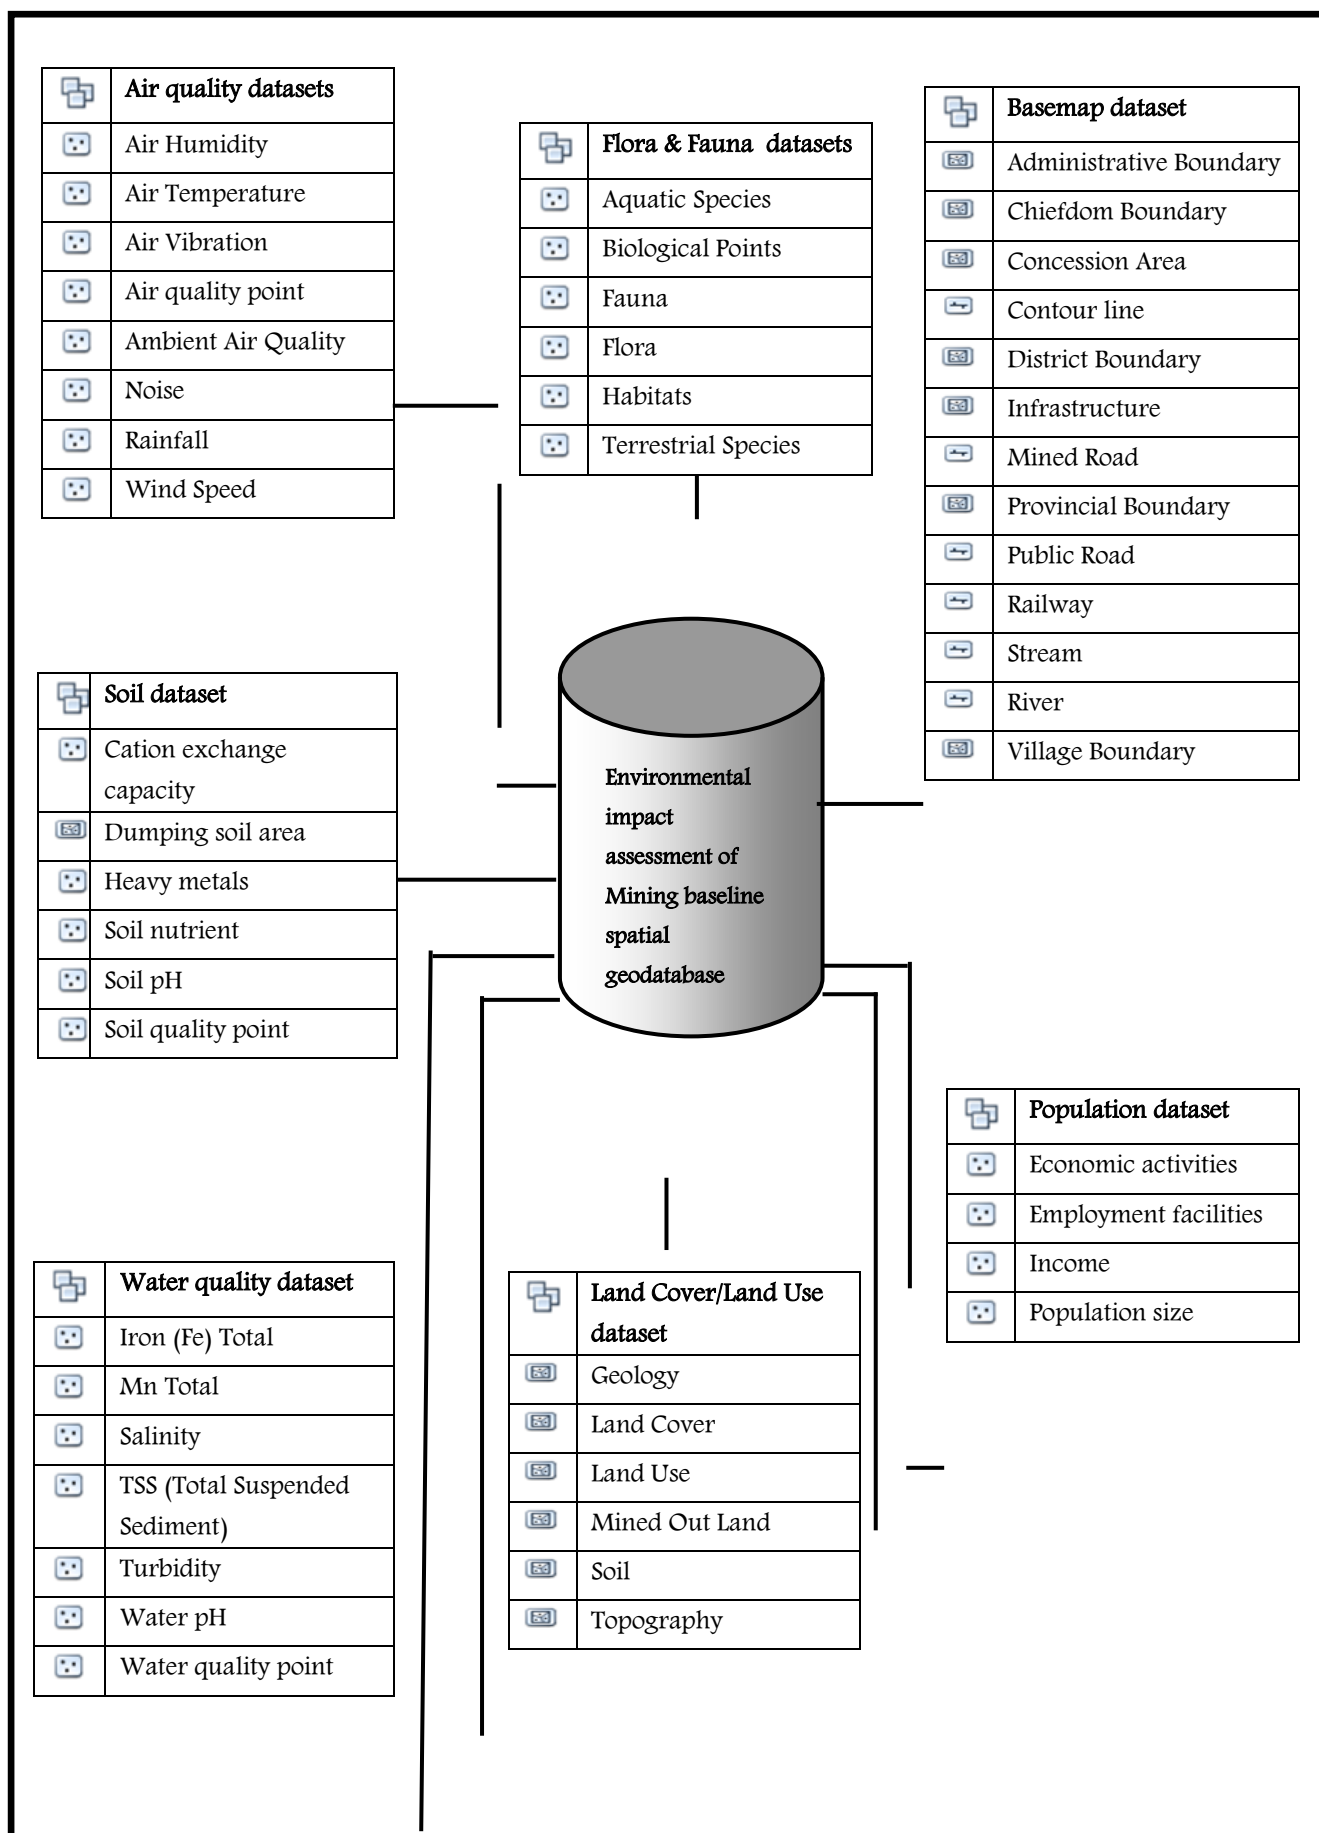 Air quality datasets
Air Humidity
Air Temperature
Air Vibration
Air quality point
Ambient Air Quality
Noise
Rainfall
Wind Speed
Flora & Fauna datasets
Aquatic Species
Biological Points
Fauna
Flora
Habitats
Terrestrial Species
Basemap dataset
Administrative Boundary
Chiefdom Boundary
Concession Area
Contour line
District Boundary
Infrastructure
Mined Road
Provincial Boundary
Public Road
Railway
Stream
River
Village Boundary
Soil dataset
Cation exchange
capacity
Dumping soil area
Heavy metals
Soil nutrient
Soil pH
Soil quality point
Environmental
impact
assessment of
Mining baseline
spatial
geodatabase
Population dataset
Economic activities
Employment facilities
Income
Population size
Water quality dataset
Iron (Fe) Total
Mn Total
Salinity
TSS (Total Suspended
Sediment)
Turbidity
Water pH
Water quality point
Land Cover/Land Use
dataset
Geology
Land Cover
Land Use
Mined Out Land
Soil
Topography